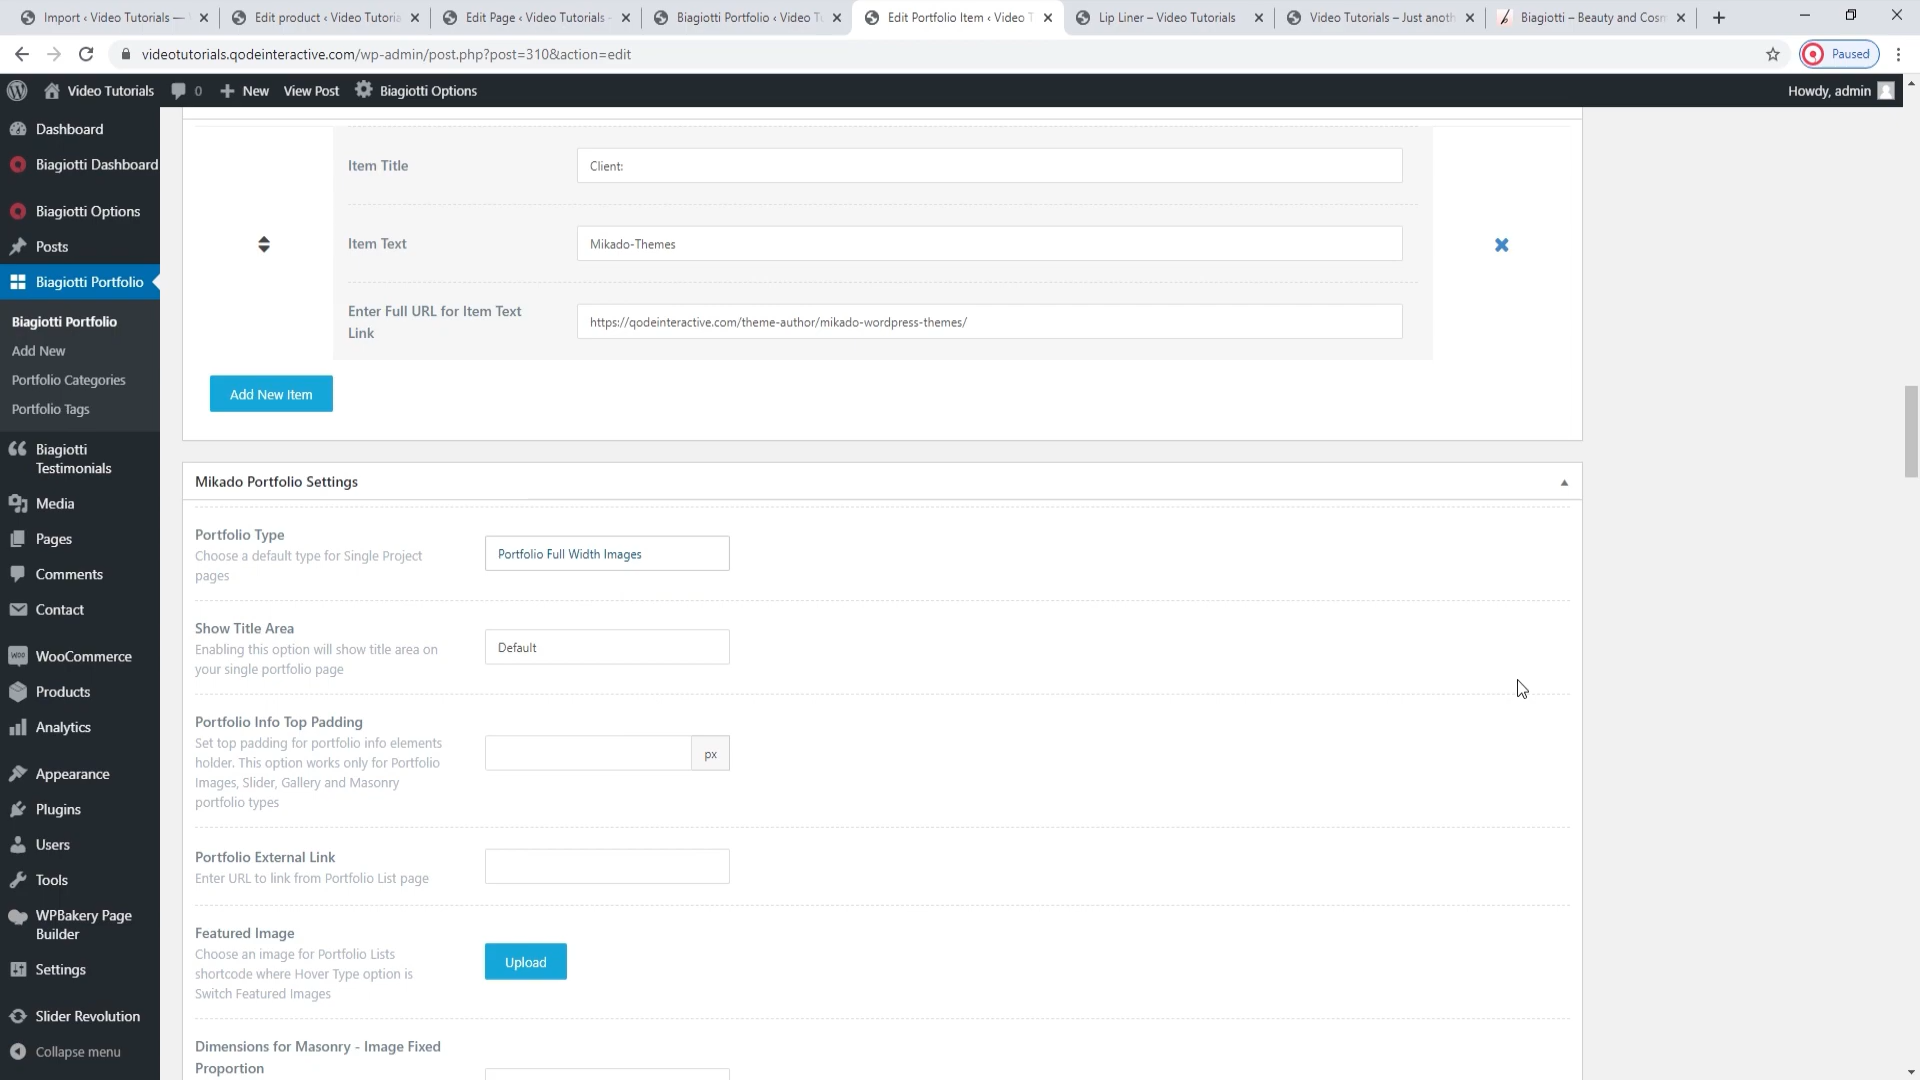 Import ‹ Video Tutorials —
Edit product ‹ Video Tutoria
Edit Page ‹ Video Tutorials -
Biagiotti Portfolio ‹ Video Tu
Edit Portfolio Item ‹ Video T
Lip Liner – Video Tutorials
Video Tutorials – Just anoth
Biagiotti – Beauty and Cosm
videotutorials.qodeinteractive.com/wp-admin/post.php?post=310&action=edit
Paused
Video Tutorials
0
New
View Post
Biagiotti Options
Howdy, admin
Dashboard
Biagiotti Dashboard
Biagiotti Options
Posts
Biagiotti Portfolio
Biagiotti Portfolio
Add New
Portfolio Categories
Portfolio Tags
Biagiotti
Testimonials
Media
Pages
Comments
Contact
WooCommerce
Products
Analytics
Appearance
Plugins
Users
Tools
WPBakery Page
Builder
Settings
Slider Revolution
Collapse menu
Item Title
Client:
Item Text
Mikado-Themes
Enter Full URL for Item Text
Link
https://qodeinteractive.com/theme-author/mikado-wordpress-themes/
Add New Item
Mikado Portfolio Settings
Portfolio Type
Choose a default type for Single Project
pages
Portfolio Full Width Images
Show Title Area
Enabling this option will show title area on
your single portfolio page
Default
Portfolio Info Top Padding
Set top padding for portfolio info elements
holder. This option works only for Portfolio
Images, Slider, Gallery and Masonry
portfolio types
px
Portfolio External Link
Enter URL to link from Portfolio List page
Featured Image
Choose an image for Portfolio Lists
shortcode where Hover Type option is
Switch Featured Images
Upload
Dimensions for Masonry - Image Fixed
Proportion